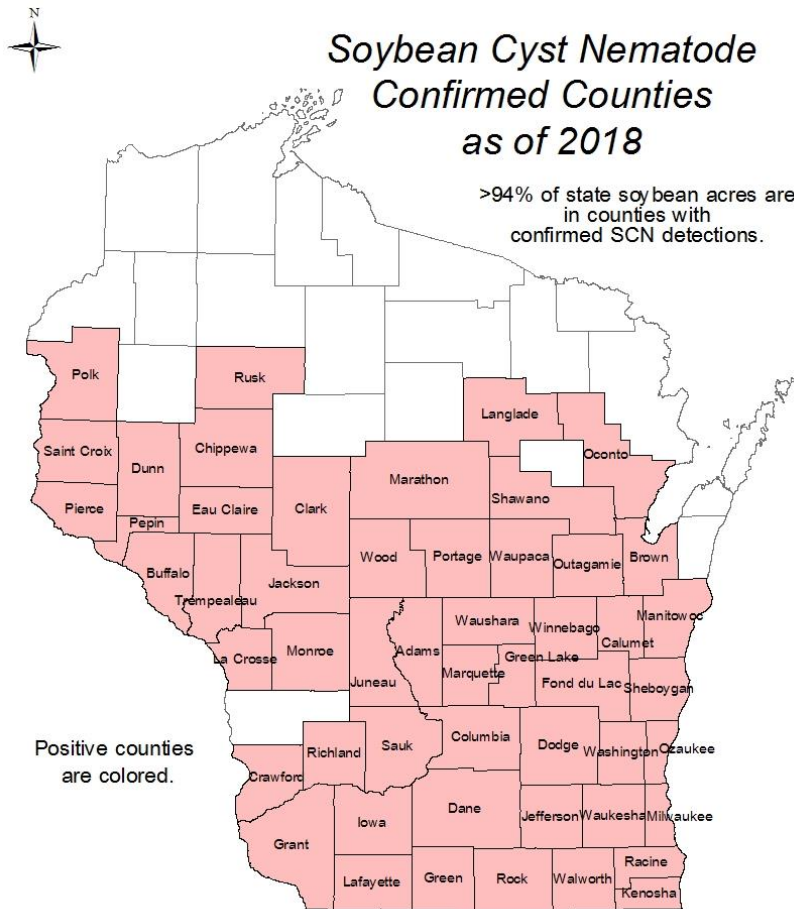 N
Soybean Cyst Nematode
Confirmed Counties
as of 2018
>94% of state soybean acres are
in counties with
confirmed SCN detections.
Polk
Rusk
Langlade
Saint Croix
Dunn
Chippewa
Oconto
Marathon
Shawano
Pierce
Pepin
Eau Claire
Clark
Wood
Portage
Waupaca
Outagamie
Brown
Buffalo
Trempealeau
Jackson
Waushara
Winnebago
Calumet
Manitowoc
La Crosse
Monroe
Juneau
Adams
Marquette
Green Lake
Fond du Lac
Sheboygan
Positive counties
are colored.
Crawford
Richland
Sauk
Columbia
Dodge
Washington
Ozaukee
Grant
Iowa
Dane
Jefferson
Waukesha
Milwaukee
Lafayette
Green
Rock
Walworth
Racine
Kenosha